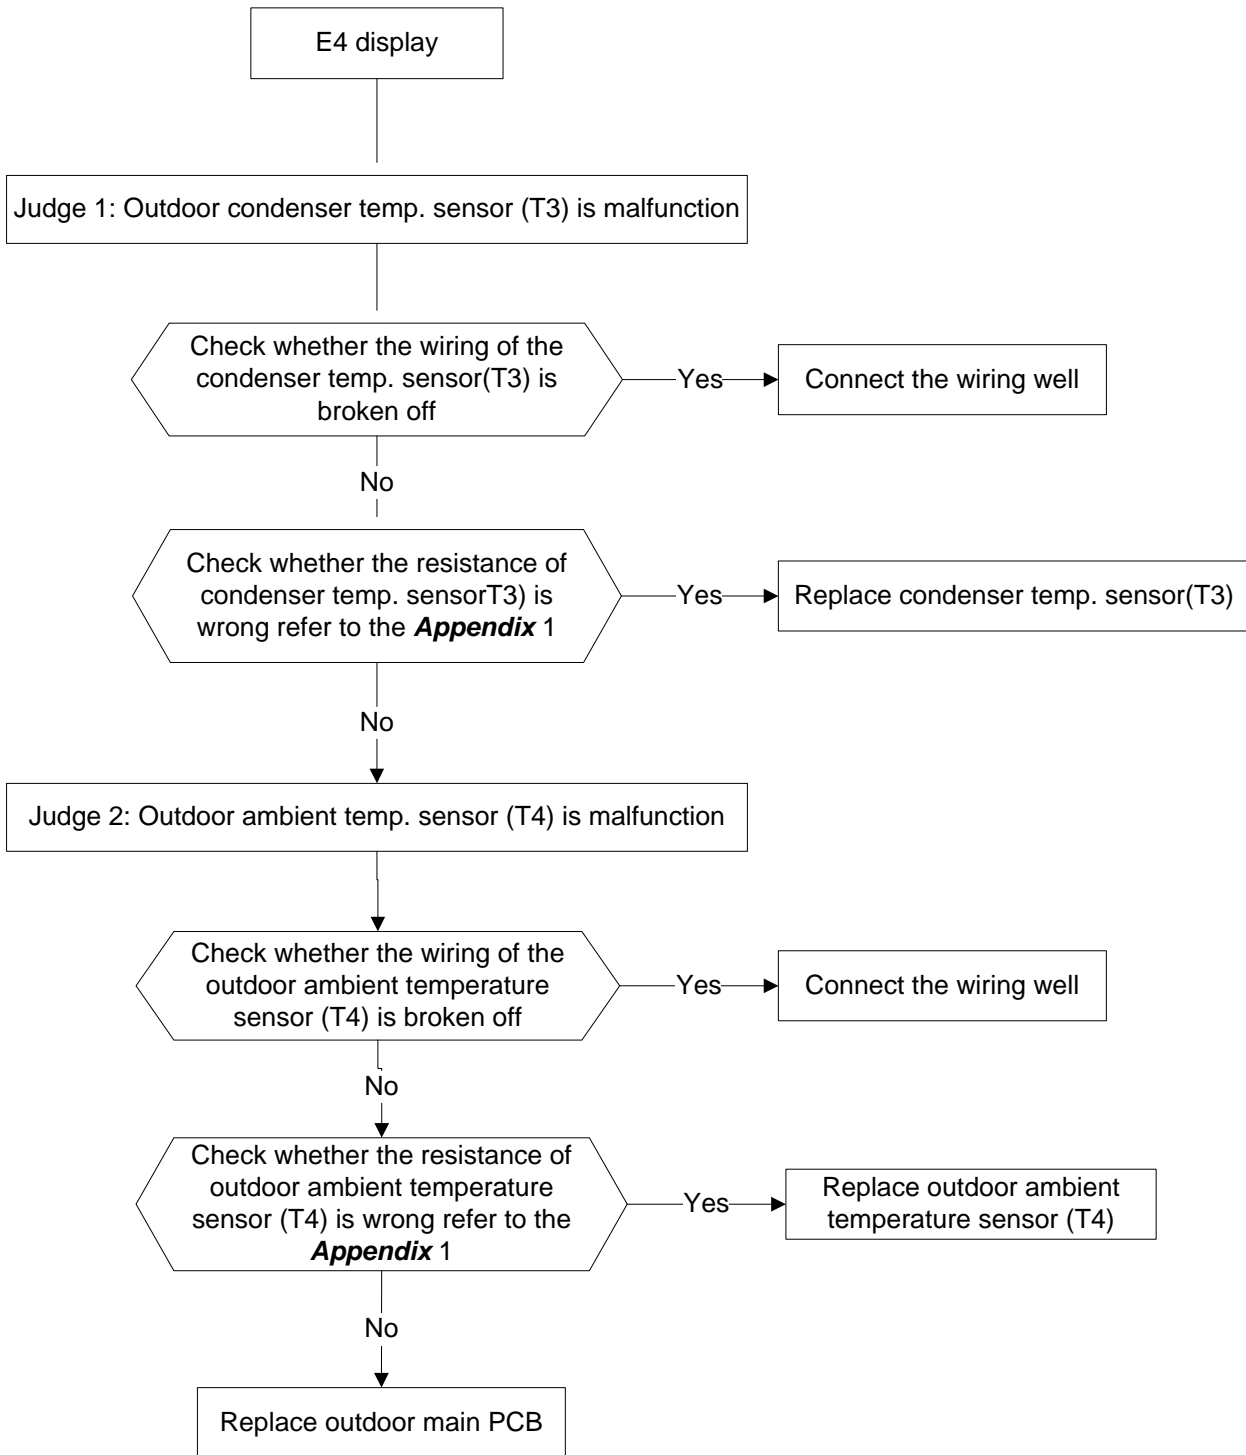 E4 display
Judge 1: Outdoor condenser temp. sensor (T3) is malfunction
Check whether the wiring of the
condenser temp. sensor(T3) is
broken off
Yes
Connect the wiring well
No
Check whether the resistance of
condenser temp. sensorT3) is
wrong refer to the Appendix 1
Yes
Replace condenser temp. sensor(T3)
No
Judge 2: Outdoor ambient temp. sensor (T4) is malfunction
Check whether the wiring of the
outdoor ambient temperature
sensor (T4) is broken off
Yes
Connect the wiring well
No
Check whether the resistance of
outdoor ambient temperature
sensor (T4) is wrong refer to the
Appendix 1
Yes
Replace outdoor ambient
temperature sensor (T4)
No
Replace outdoor main PCB